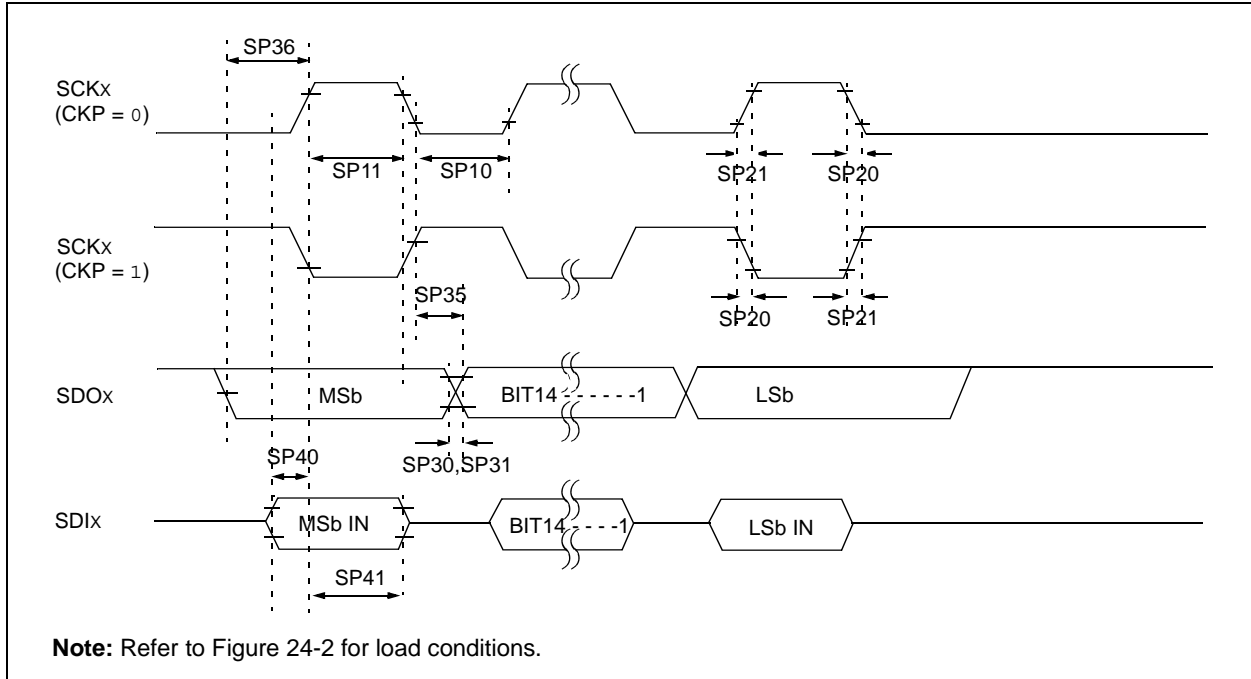 SP36
SCKx
(CKP = 0)
SP11
SP10
SP21
SP20
SCKx
(CKP = 1)
SP35
SP20
SP21
SDOx
MSb
BIT14 - - - - - -1
LSb
SP40
SP30,SP31
SDIx
MSb IN
BIT14 - - - -1
LSb IN
SP41
Note: Refer to Figure 24-2 for load conditions.